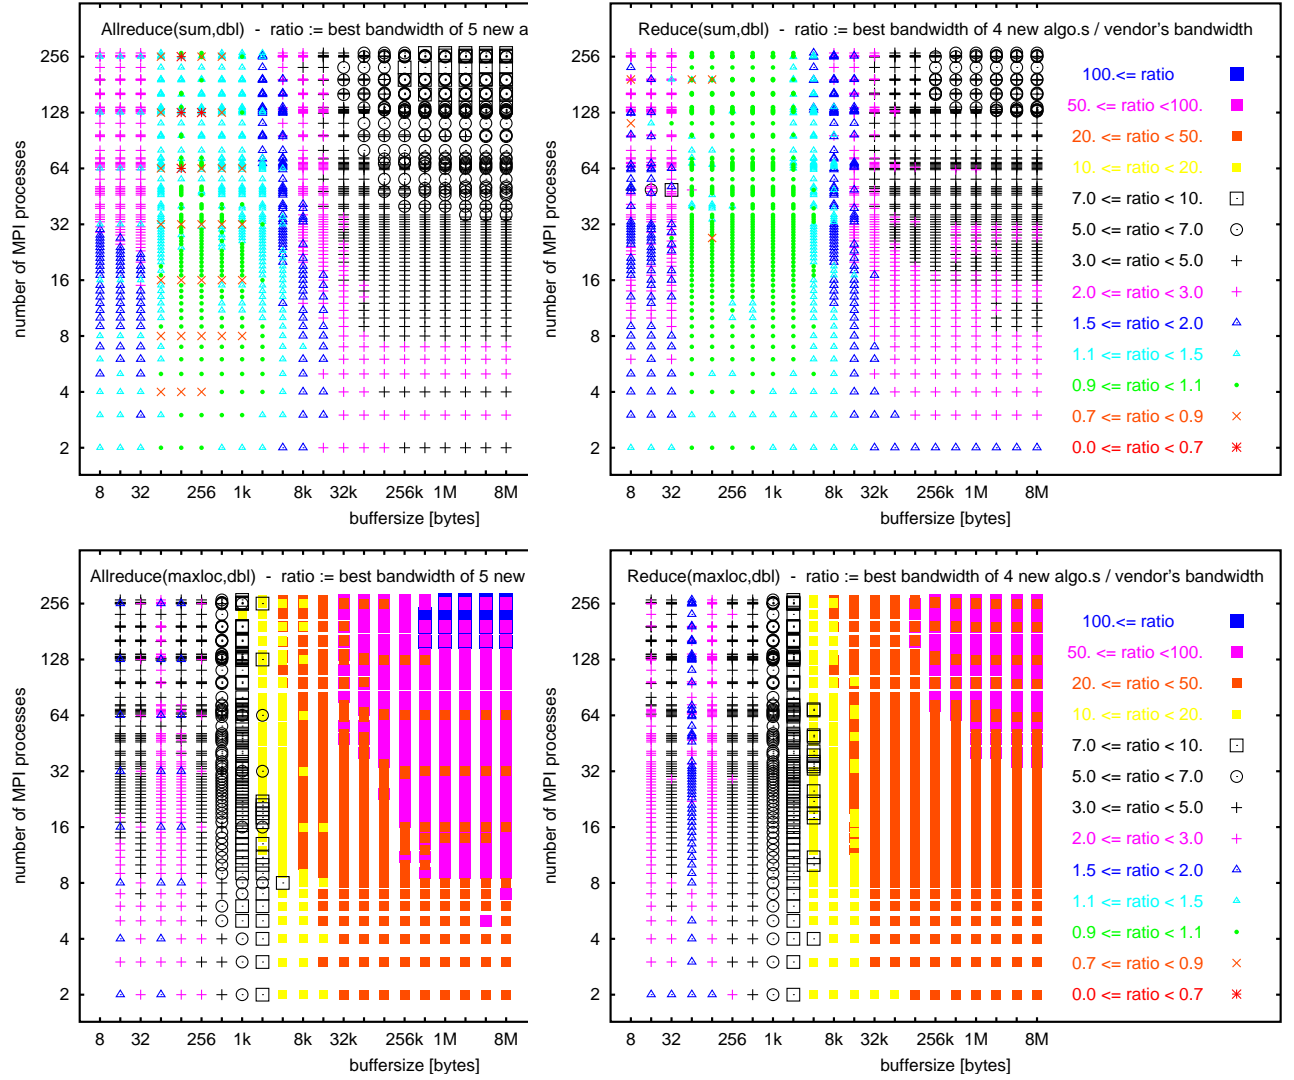 Allreduce(sum,dbl) - ratio := best bandwidth of 5 new a
256
128
64
32
16
8
4
2
number of MPI processes
8 32 256 1k 8k 32k 256k 1M 8M
buffersize [bytes]
Reduce(sum,dbl) - ratio := best bandwidth of 4 new algo.s / vendor's bandwidth
256
128
64
32
16
8
4
2
number of MPI processes
8 32 256 1k 8k 32k 256k 1M 8M
buffersize [bytes]
100.<= ratio
50. <= ratio <100.
20. <= ratio < 50.
10. <= ratio < 20.
7.0 <= ratio < 10.
5.0 <= ratio < 7.0
3.0 <= ratio < 5.0
2.0 <= ratio < 3.0
1.5 <= ratio < 2.0
1.1 <= ratio < 1.5
0.9 <= ratio < 1.1
0.7 <= ratio < 0.9
0.0 <= ratio < 0.7
Allreduce(maxloc,dbl) - ratio := best bandwidth of 5 new
256
128
64
32
16
8
4
2
number of MPI processes
8 32 256 1k 8k 32k 256k 1M 8M
buffersize [bytes]
Reduce(maxloc,dbl) - ratio := best bandwidth of 4 new algo.s / vendor's bandwidth
256
128
64
32
16
8
4
2
number of MPI processes
8 32 256 1k 8k 32k 256k 1M 8M
buffersize [bytes]
100.<= ratio
50. <= ratio <100.
20. <= ratio < 50.
10. <= ratio < 20.
7.0 <= ratio < 10.
5.0 <= ratio < 7.0
3.0 <= ratio < 5.0
2.0 <= ratio < 3.0
1.5 <= ratio < 2.0
1.1 <= ratio < 1.5
0.9 <= ratio < 1.1
0.7 <= ratio < 0.9
0.0 <= ratio < 0.7